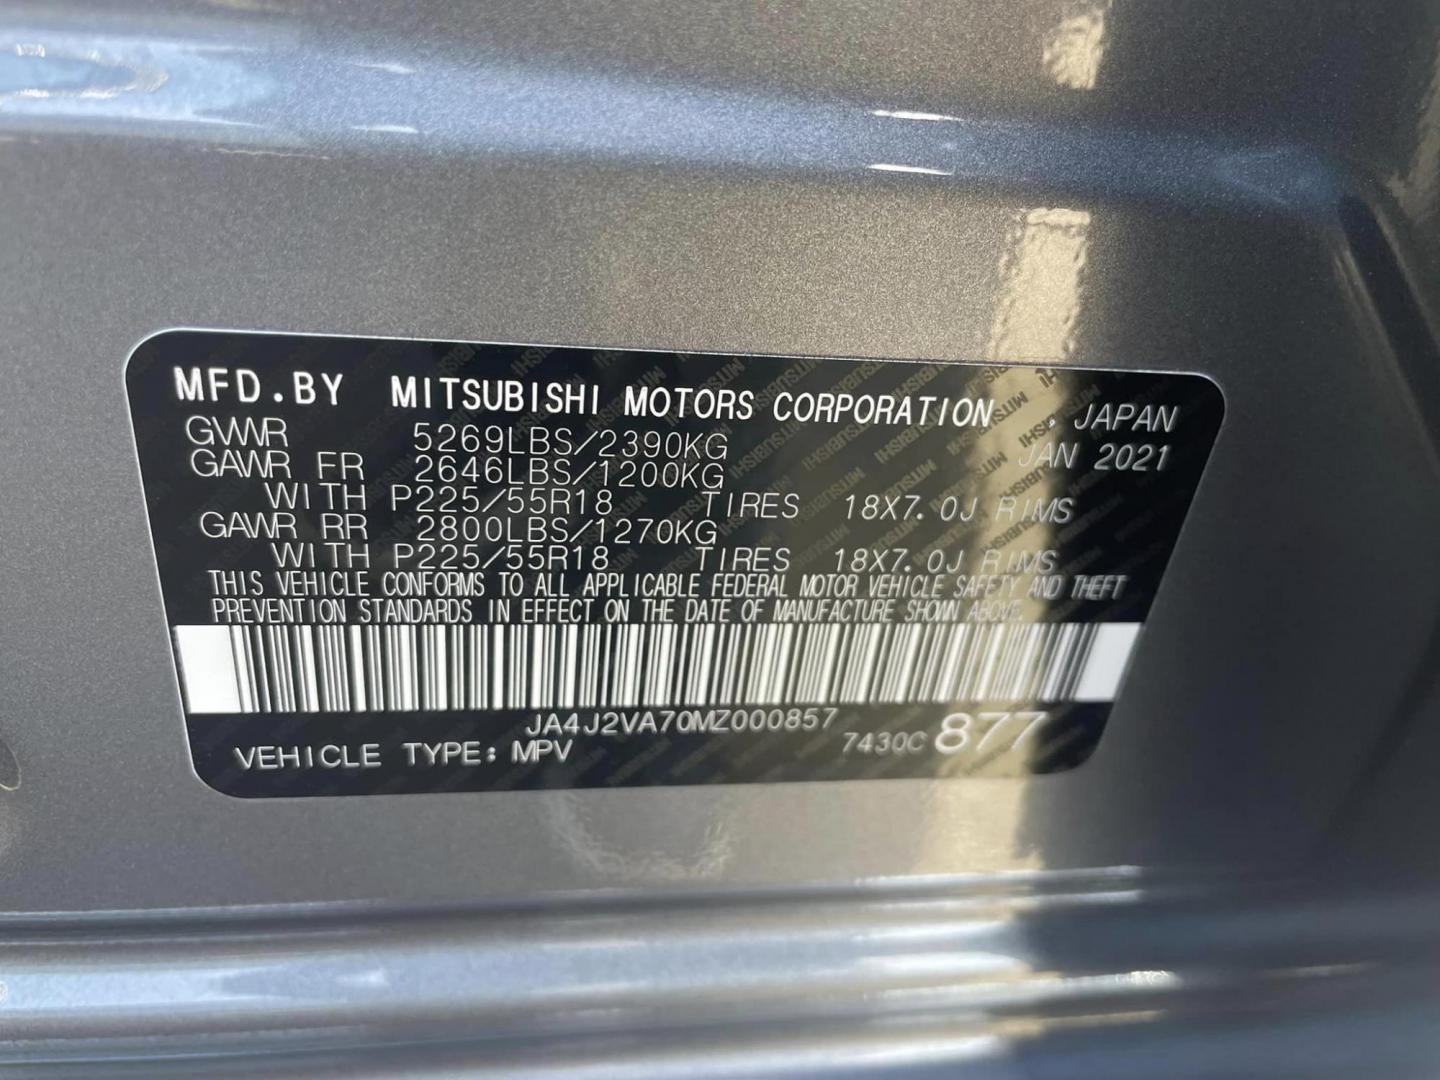 MFD.BY MITSUBISHI MOTORS CORPORATION , JAPAN
GVWR 5269LBS/2390KG JAN 2021
GAWR FR 2646LBS/1200KG
WITH P225/55R18 TIRES 18X7.0J RIMS
GAWR RR 2800LBS/1270KG
WITH P225/55R18 TIRES 18X7.0J RIMS
THIS VEHICLE CONFORMS TO ALL APPLICABLE FEDERAL MOTOR VEHICLE SAFETY AND THEFT
PREVENTION STANDARDS IN EFFECT ON THE DATE OF MANUFACTURE SHOWN ABOVE.
JA4J2VA70MZ000857
VEHICLE TYPE: MPV 7430C 877